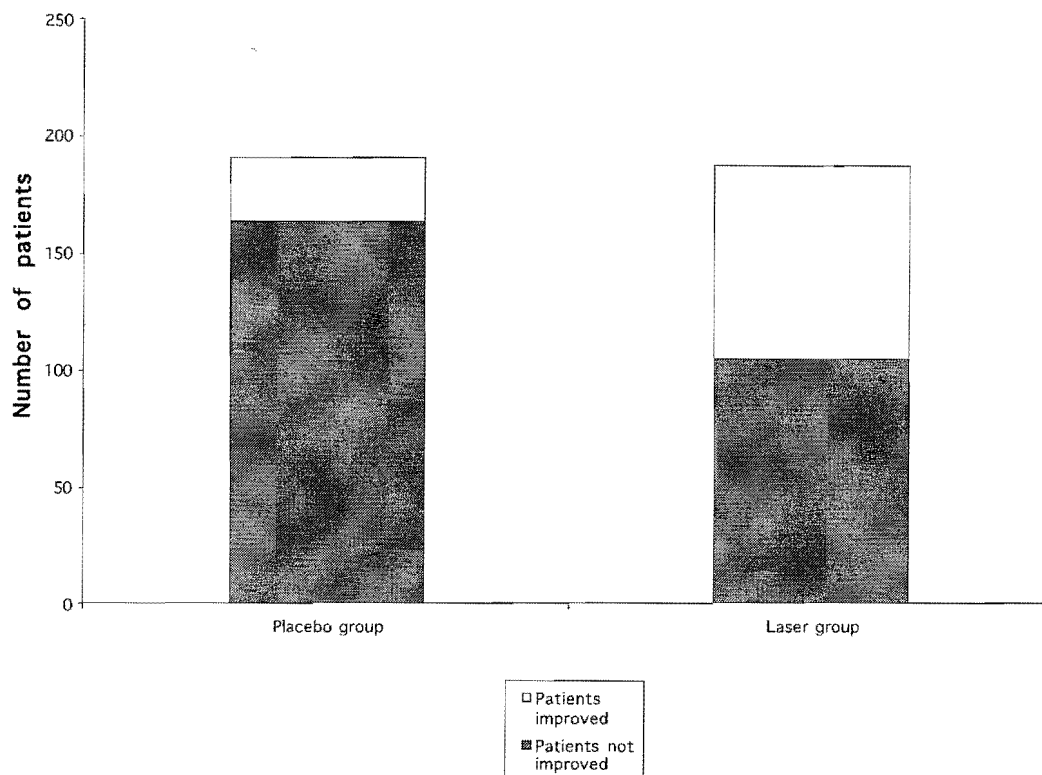 250
200
150
100
50
0
Number of patients
Placebo group
Laser group
Patients
improved
Patients not
improved